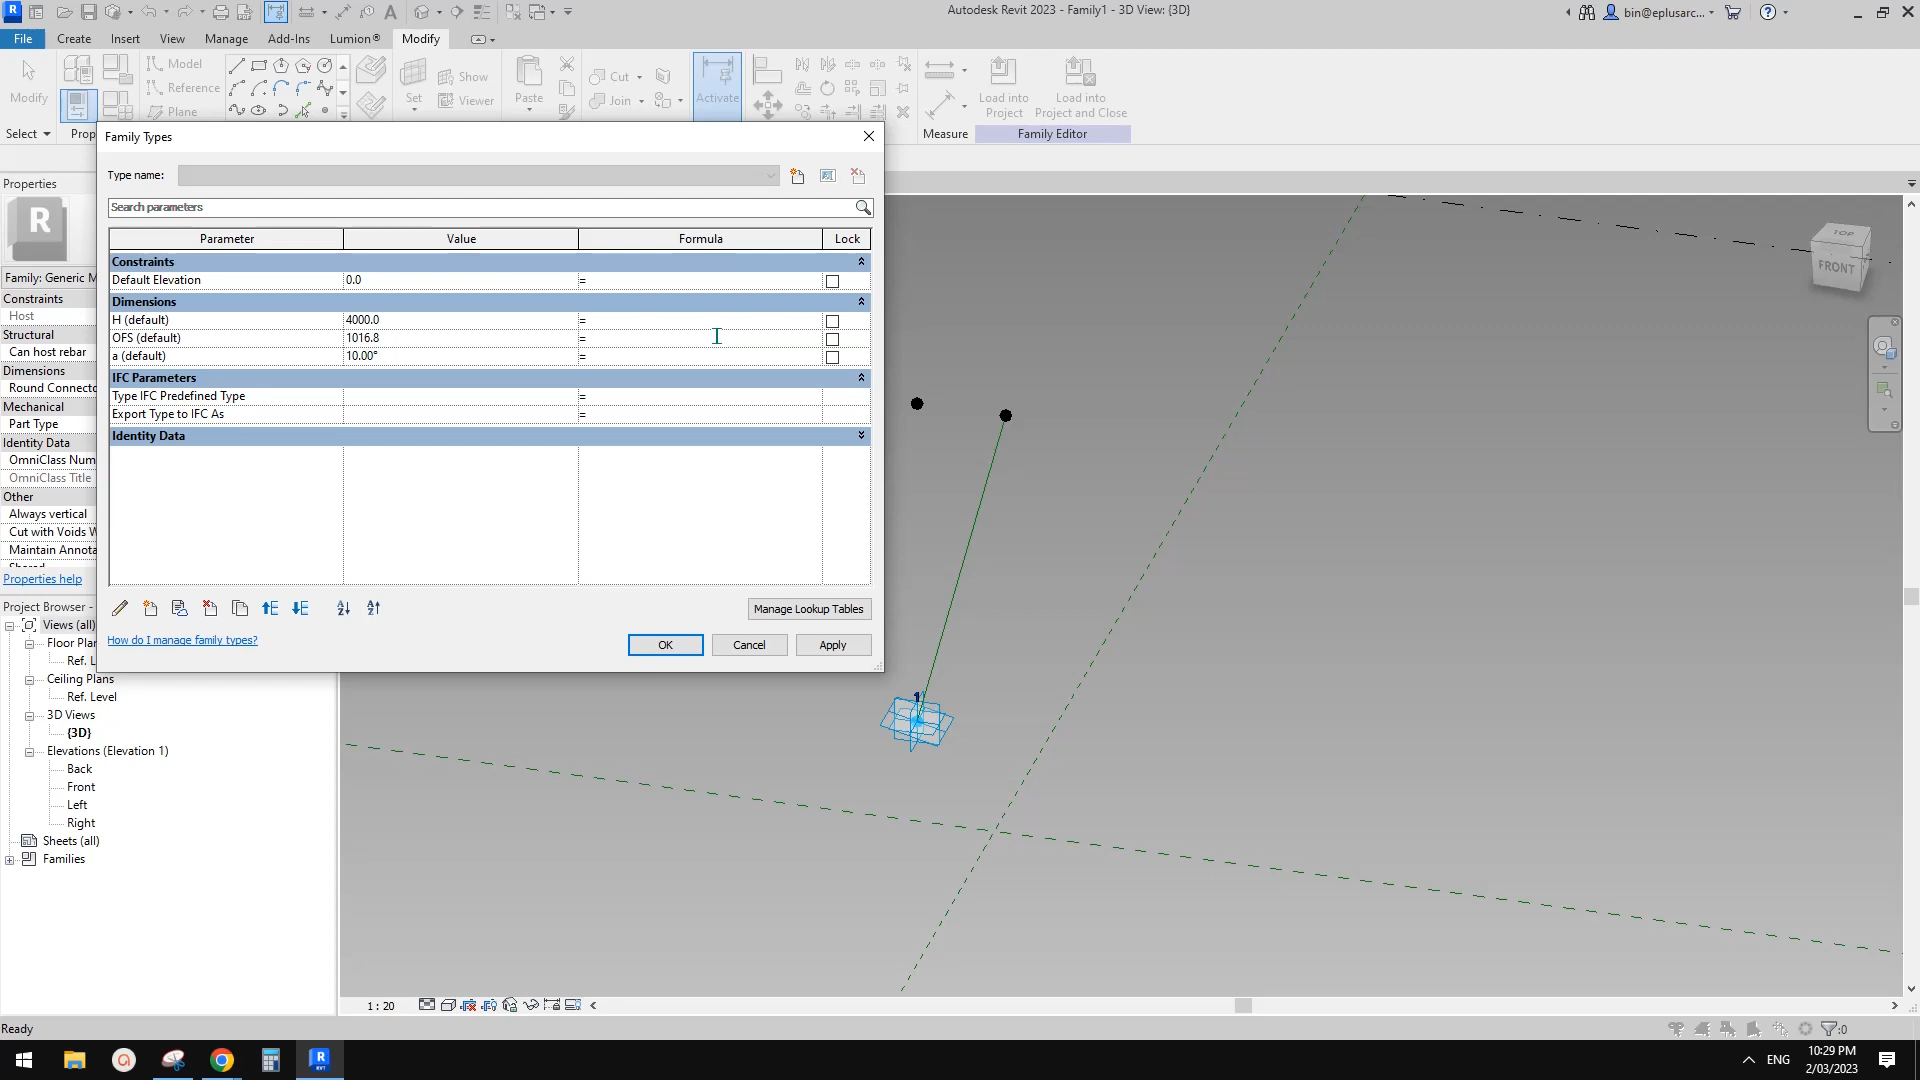 Autodesk Revit 2023 - Family1 - 3D View: {3D}
bin@eplusarc...
File
Create
Insert
View
Manage
Add-Ins
Lumion®
Modify
Modify
Model
Reference
Plane
Set
Show
Viewer
Paste
Cut
Join
Activate
Load into
Project
Load into
Project and Close
Select
Prop
Measure
Family Editor
Properties
R
Family: Generic M
Constraints
Host
Structural
Can host rebar
Dimensions
Round Connecto
Mechanical
Part Type
Identity Data
OmniClass Num
OmniClass Title
Other
Always vertical
Cut with Voids W
Maintain Annota
Shared
Properties help
Family Types
Type name:
Search parameters
Parameter Value Formula Lock
Constraints
Default Elevation 0.0 =
Dimensions
H (default) 4000.0 =
OFS (default) 1016.8 =
a (default) 10.00° =
IFC Parameters
Type IFC Predefined Type =
Export Type to IFC As =
Identity Data
Manage Lookup Tables
How do I manage family types?
OK
Cancel
Apply
TOP
FRONT
1
Project Browser -
Views (all)
Floor Plan
Ref. L
Ceiling Plans
Ref. Level
3D Views
{3D}
Elevations (Elevation 1)
Back
Front
Left
Right
Sheets (all)
Families
1 : 20
Ready
:0
ENG
10:29 PM
2/03/2023